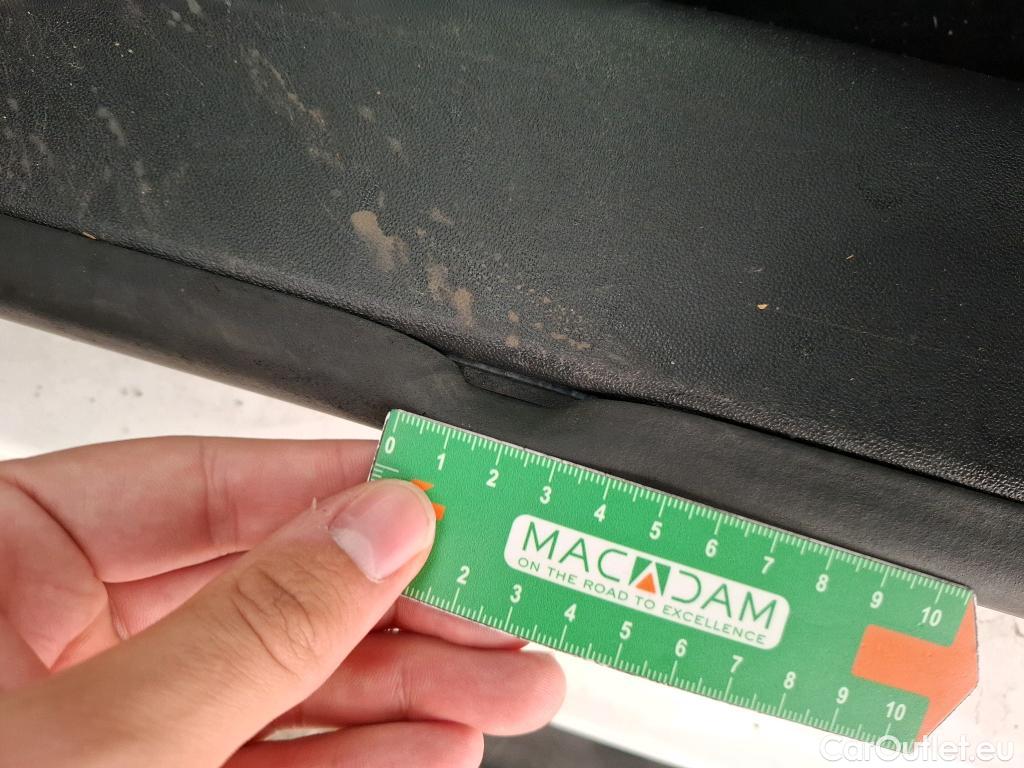 0 1 2 3 4 5 6 7 8 9 10
MACADAM
ON THE ROAD TO EXCELLENCE
2 3 4 5 6 7 8 9 10
CarOutlet.eu